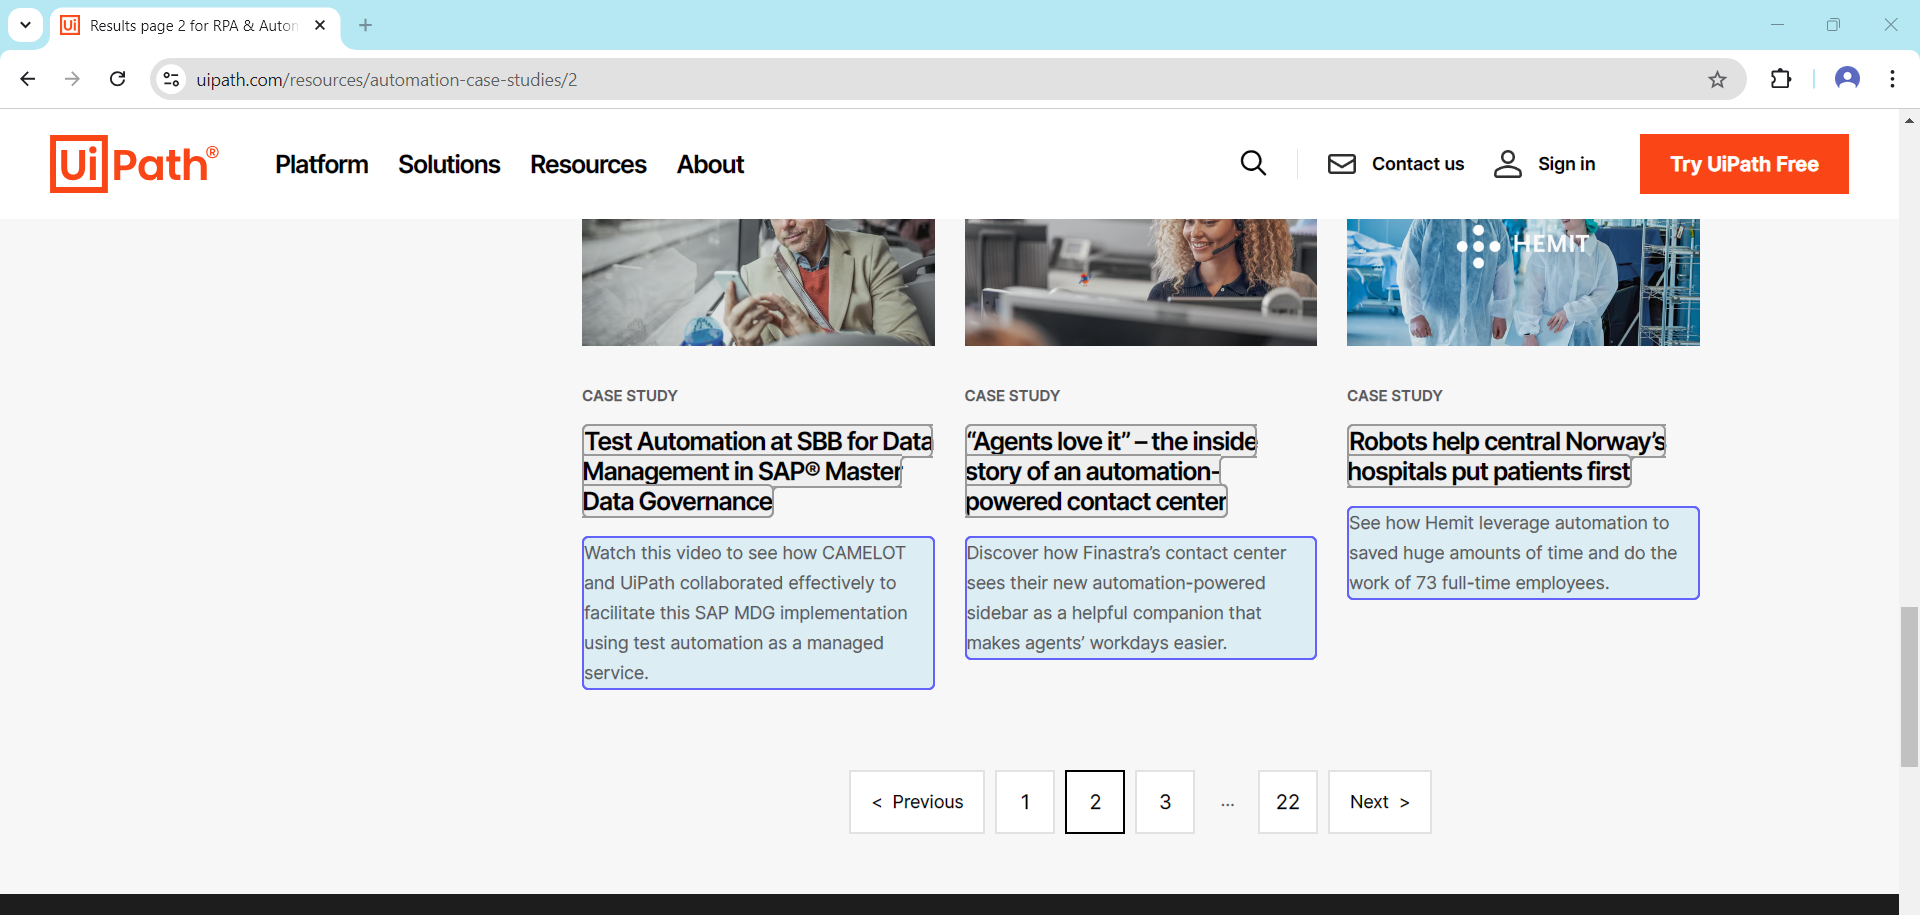 Results page 2 for RPA & Auton
uipath.com/resources/automation-case-studies/2
UiPath®
Platform Solutions Resources About
Contact us Sign in Try UiPath Free
HEMIT
CASE STUDY
Test Automation at SBB for Data
Management in SAP® Master
Data Governance
Watch this video to see how CAMELOT
and UiPath collaborated effectively to
facilitate this SAP MDG implementation
using test automation as a managed
service.
CASE STUDY
“Agents love it” – the inside
story of an automation-
powered contact center
Discover how Finastra’s contact center
sees their new automation-powered
sidebar as a helpful companion that
makes agents’ workdays easier.
CASE STUDY
Robots help central Norway’s
hospitals put patients first
See how Hemit leverage automation to
saved huge amounts of time and do the
work of 73 full-time employees.
< Previous 1 2 3 ... 22 Next >